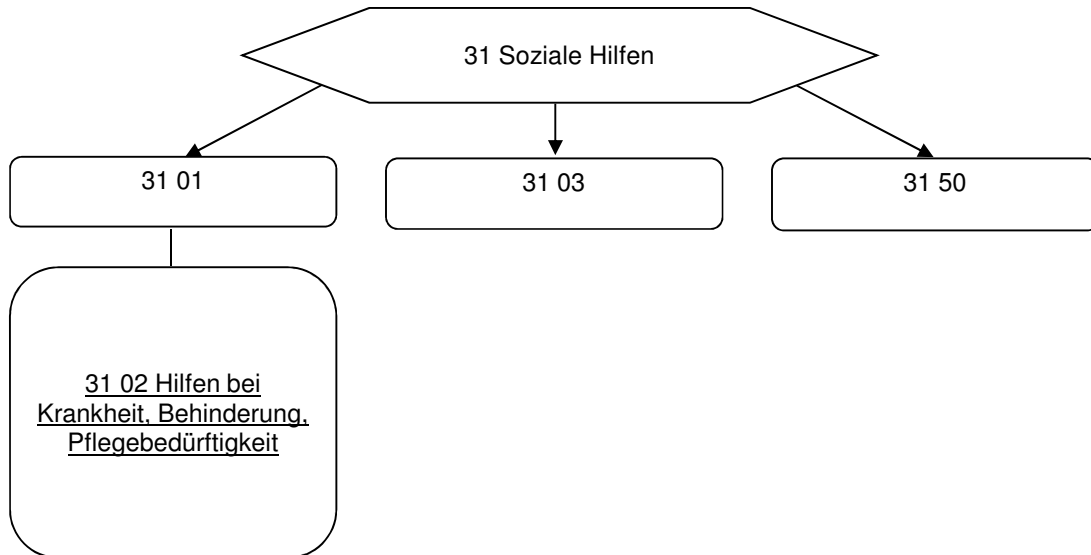 31 Soziale Hilfen
31 01
31 03
31 50
31 02 Hilfen bei
Krankheit, Behinderung,
Pflegebedürftigkeit